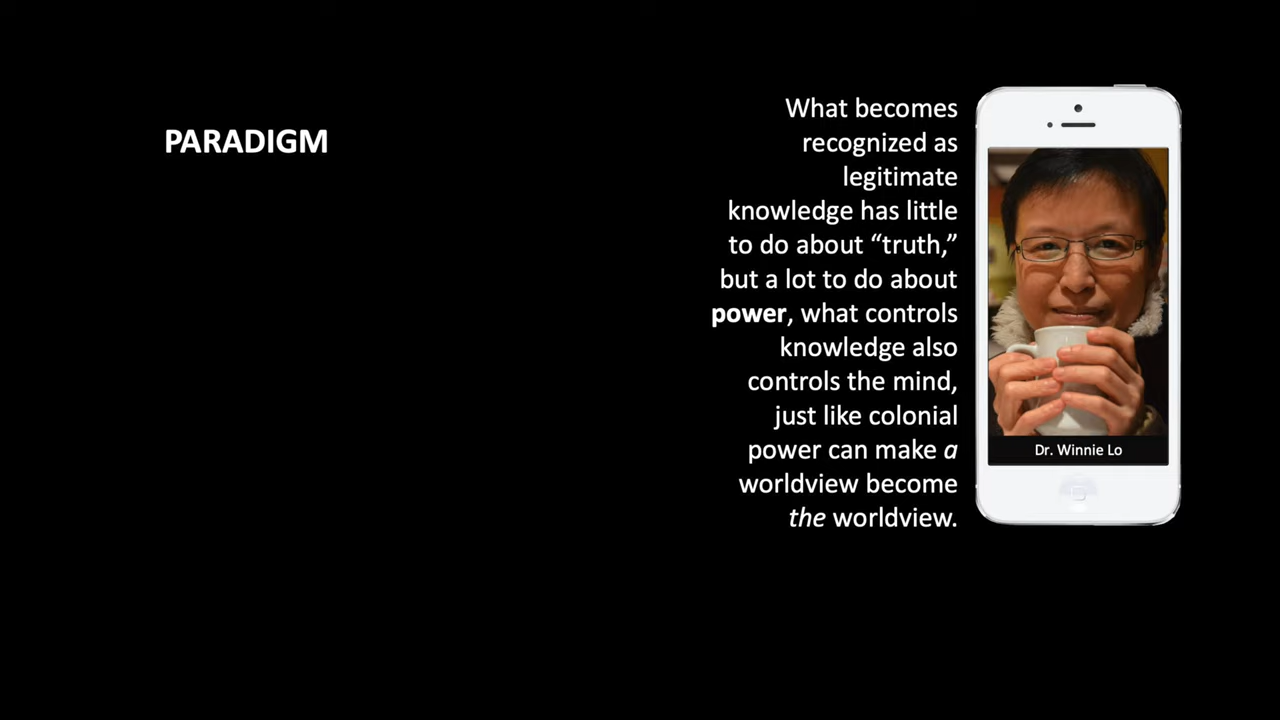 PARADIGM
What becomes
recognized as
legitimate
knowledge has little
to do about “truth,”
but a lot to do about
power, what controls
knowledge also
controls the mind,
just like colonial
power can make a
worldview become
the worldview.
Dr. Winnie Lo